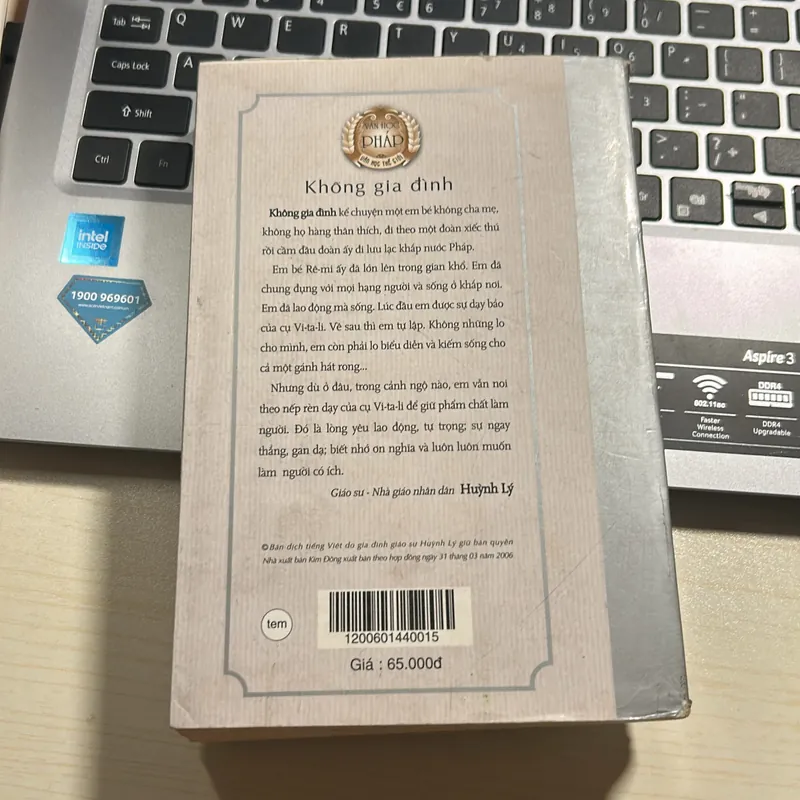 Tab
Q
W
E
R
T
Y
U
4
I
5
O
6
P
Caps Lock
A
Shift
Ctrl
Fn
intel
INSIDE
1900 969601
VĂN HỌC
PHÁP
VĂN HỌC THẾ GIỚI
Không gia đình
Không gia đình kể chuyện một em bé không cha mẹ,
không họ hàng thân thích, đi theo một đoàn xiếc thú
rồi cầm đầu đoàn ấy đi lưu lạc khắp nước Pháp.
Em bé Rê-mi ấy đã lớn lên trong gian khổ. Em đã
chung đụng với mọi hạng người và sống ở khắp nơi.
Em đã lao động mà sống. Lúc đầu em được sự dạy bảo
của cụ Vi-ta-li. Về sau thì em tự lập. Không những lo
cho mình, em còn phải lo biểu diễn và kiếm sống cho
cả một gánh hát rong...
Nhưng dù ở đâu, trong cảnh ngộ nào, em vẫn noi
theo nếp rèn dạy của cụ Vi-ta-li để giữ phẩm chất làm
người. Đó là lòng yêu lao động, tự trọng; sự ngay
thẳng, gan dạ; biết nhớ ơn nghĩa và luôn luôn muốn
làm người có ích.
Giáo sư - Nhà giáo nhân dân Huỳnh Lý
© Bản dịch tiếng Việt do gia đình giáo sư Huỳnh Lý giữ bản quyền
Nhà xuất bản Kim Đồng xuất bản theo hợp đồng ngày 31 tháng 03 năm 2006
tem
1200601440015
Giá : 65.000đ
Aspire 3
802.11ac
Faster
Wireless
Connection
DDR4
DDR4
Upgradable